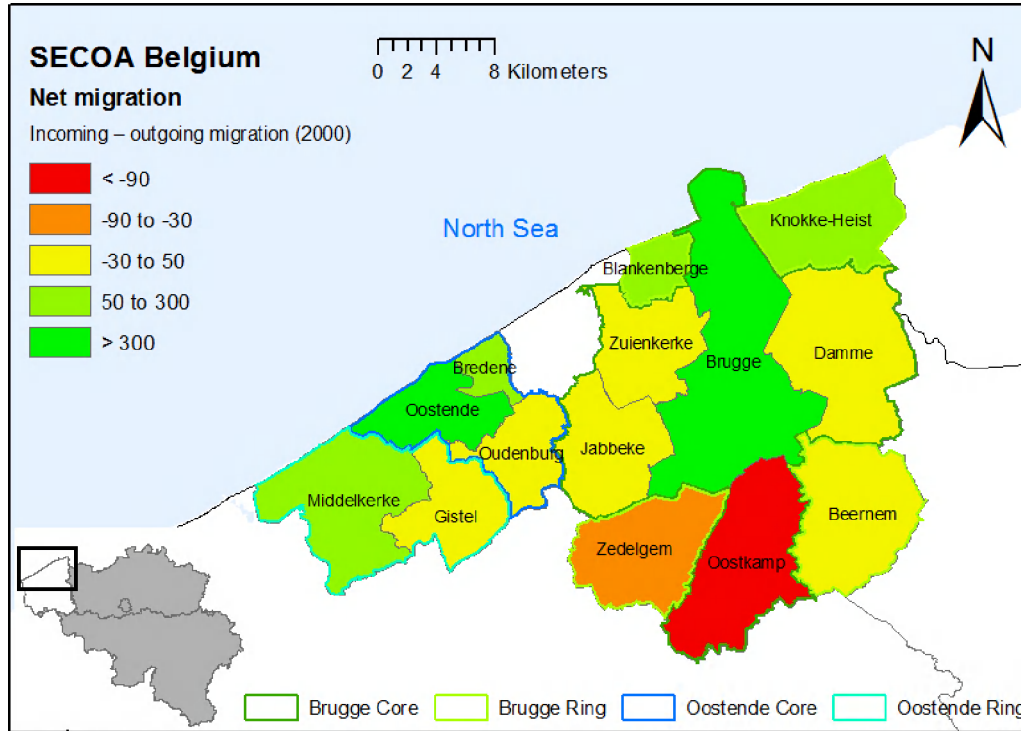 SECOA Belgium
Net migration
Incoming – outgoing migration (2000)
< -90
-90 to -30
-30 to 50
50 to 300
> 300
0 2 4 8 Kilometers
N
North Sea
Knokke-Heist
Blankenberge
Zuienkerke
Brugge
Damme
Bredene
Oostende
Oudenburg
Jabbeke
Middelkerke
Gistel
Beernem
Zedelgem
Oostkamp
Brugge Core
Brugge Ring
Oostende Core
Oostende Ring